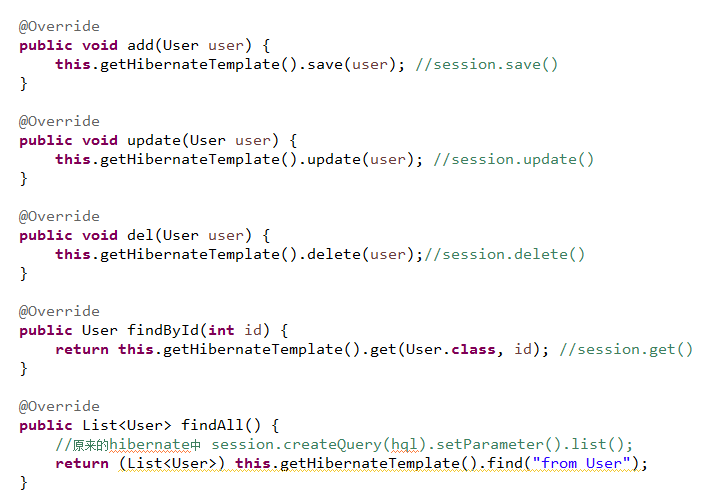 @Override
public void add(User user) {
    this.getHibernateTemplate().save(user); //session.save()
}
@Override
public void update(User user) {
    this.getHibernateTemplate().update(user); //session.update()
}
@Override
public void del(User user) {
    this.getHibernateTemplate().delete(user);//session.delete()
}
@Override
public User findById(int id) {
    return this.getHibernateTemplate().get(User.class, id); //session.get()
}
@Override
public List<User> findAll() {
    //原来的hibernate中 session.createQuery(hql).setParameter().list();
    return (List<User>) this.getHibernateTemplate().find("from User");
}